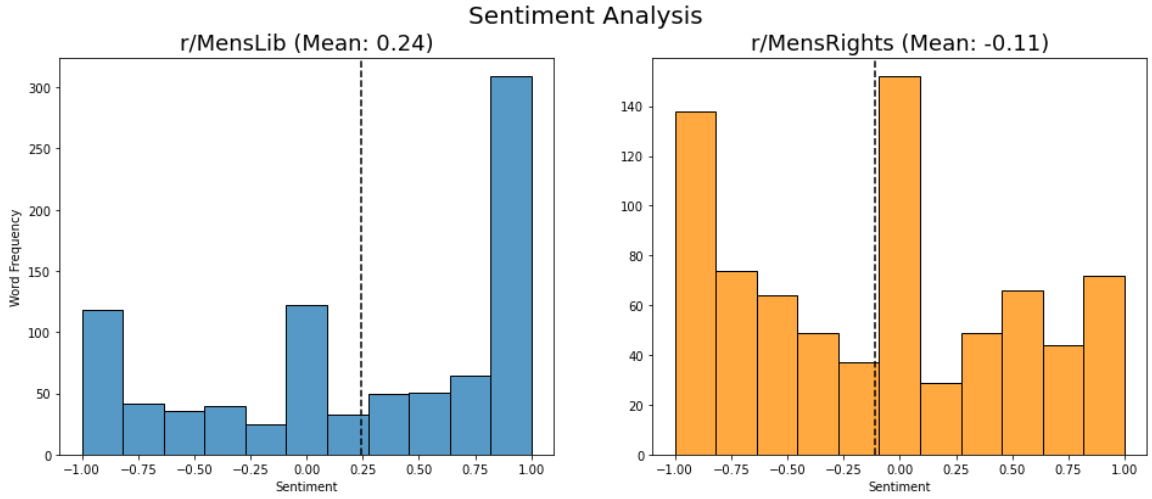 Sentiment Analysis
r/MensLib (Mean: 0.24)
r/MensRights (Mean: -0.11)
Word Frequency
300
250
200
150
100
50
0
−1.00 −0.75 −0.50 −0.25 0.00 0.25 0.50 0.75 1.00
Sentiment
140
120
100
80
60
40
20
0
−1.00 −0.75 −0.50 −0.25 0.00 0.25 0.50 0.75 1.00
Sentiment